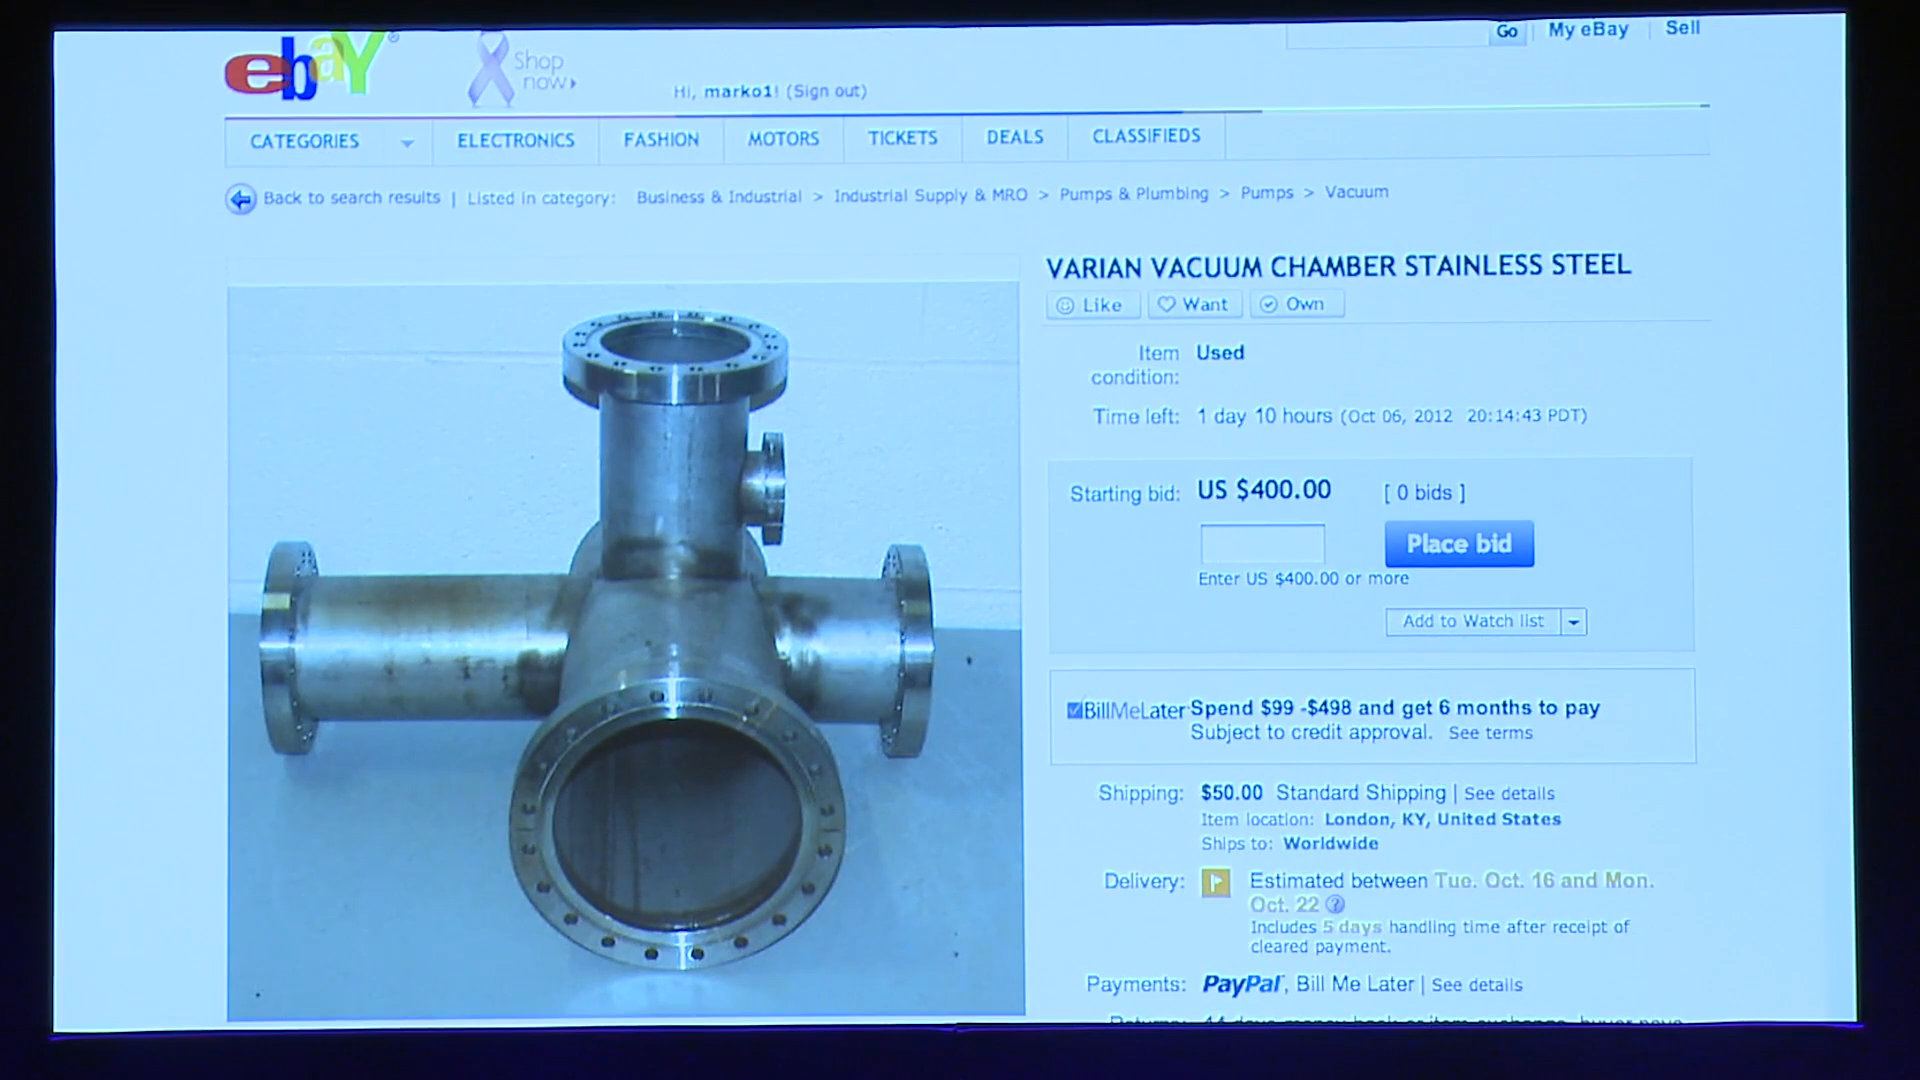 ebaY®
Shop now
Hi, marko1! (Sign out)
Go
My eBay
Sell
CATEGORIES
ELECTRONICS
FASHION
MOTORS
TICKETS
DEALS
CLASSIFIEDS
Back to search results | Listed in category: Business & Industrial > Industrial Supply & MRO > Pumps & Plumbing > Pumps > Vacuum
VARIAN VACUUM CHAMBER STAINLESS STEEL
Like
Want
Own
Item condition: Used
Time left: 1 day 10 hours (Oct 06, 2012 20:14:43 PDT)
Starting bid: US $400.00 [ 0 bids ]
Place bid
Enter US $400.00 or more
Add to Watch list
BillMeLater Spend $99 -$498 and get 6 months to pay
Subject to credit approval. See terms
Shipping: $50.00 Standard Shipping | See details
Item location: London, KY, United States
Ships to: Worldwide
Delivery: Estimated between Tue. Oct. 16 and Mon.
Oct. 22 ?
Includes 5 days handling time after receipt of
cleared payment.
Payments: PayPal, Bill Me Later | See details